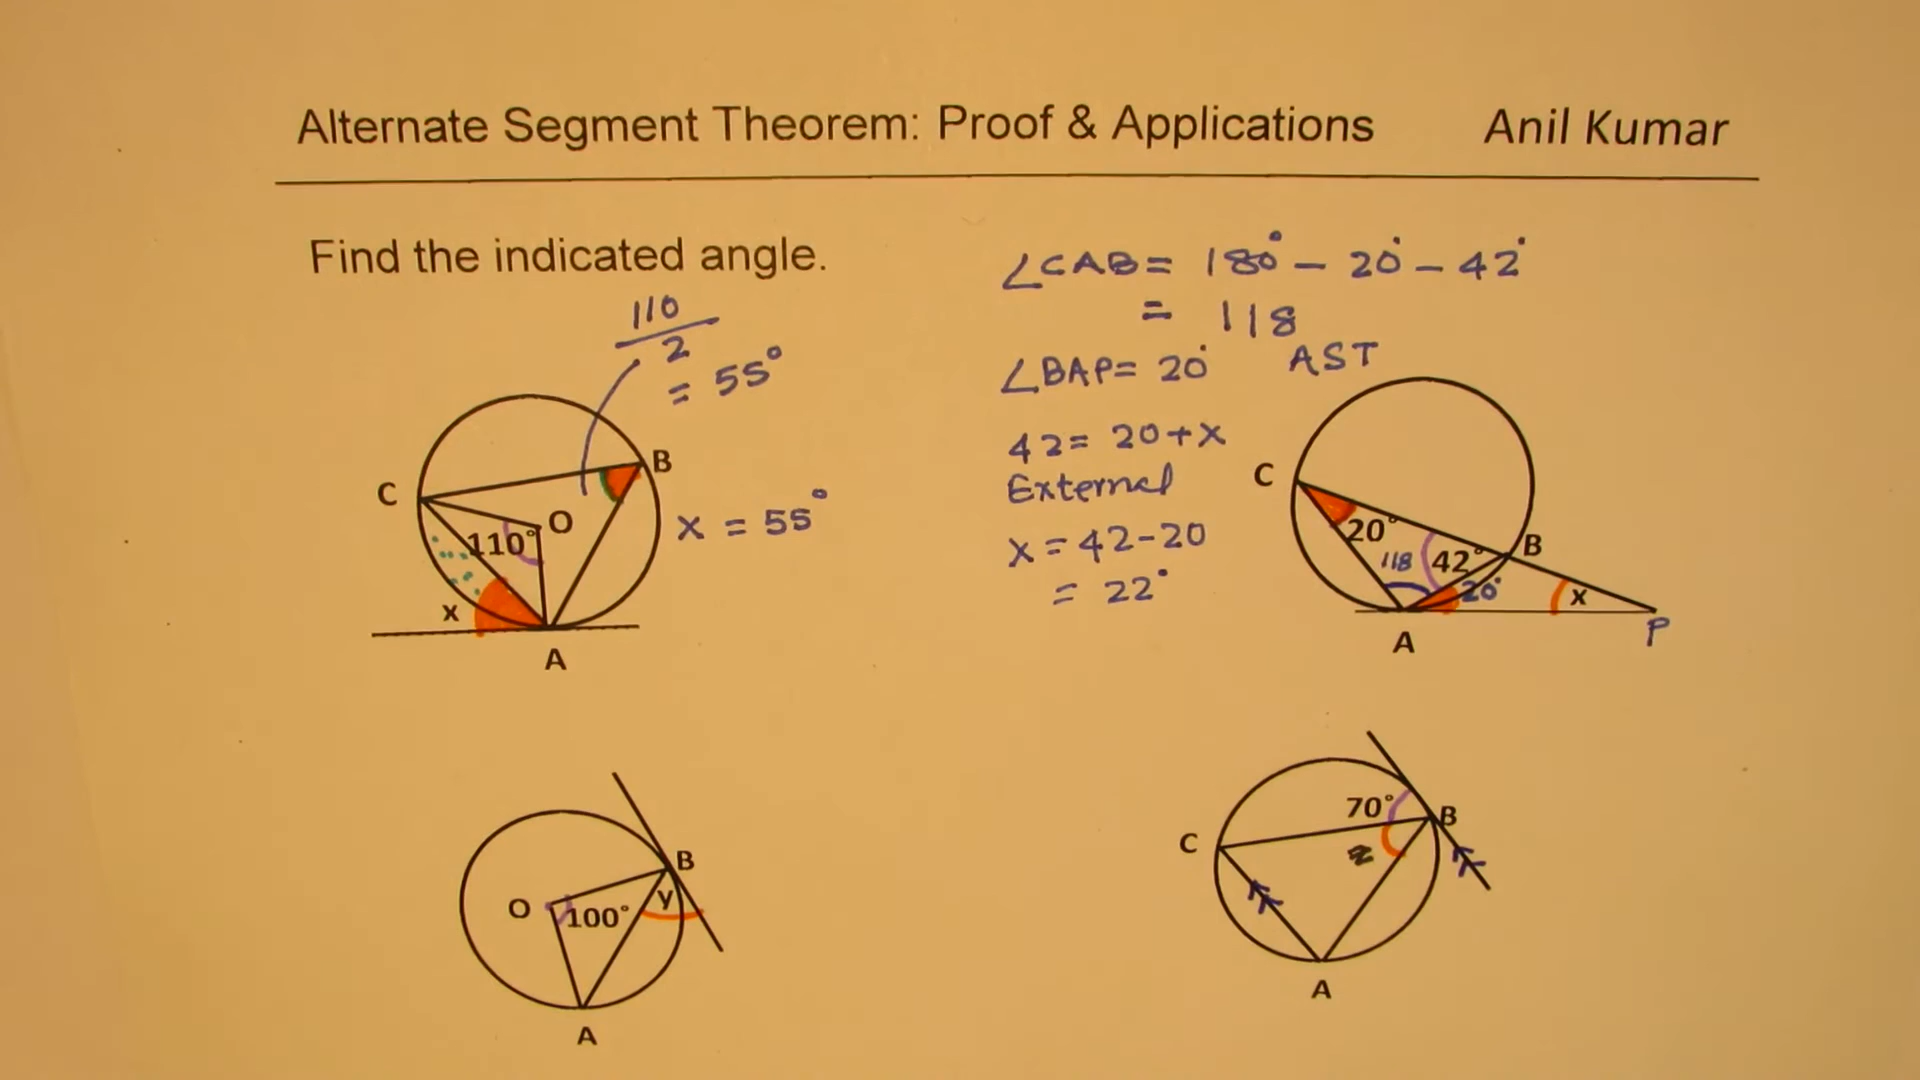 Alternate Segment Theorem: Proof & Applications Anil Kumar
Find the indicated angle.
110
2
= 55°
C
B
O
110°
x
A
x = 55°
∠CAB = 180° - 20° - 42°
= 118
∠BAP = 20° AST
42 = 20 + x
External
x = 42 - 20
= 22°
C
20°
118
42°
B
20°
x
A
P
B
O
100°
y
A
70°
B
C
z
A